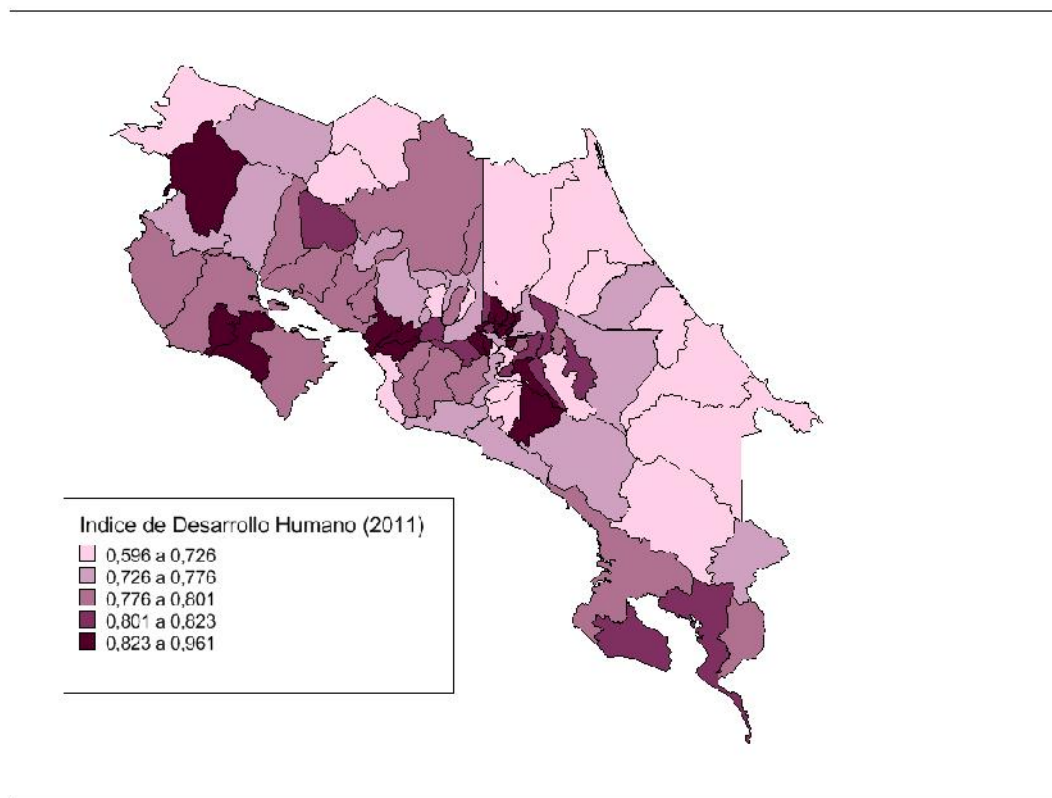 Indice de Desarrollo Humano (2011)
0,596 a 0,726
0,726 a 0,776
0,776 a 0,801
0,801 a 0,823
0,823 a 0,961